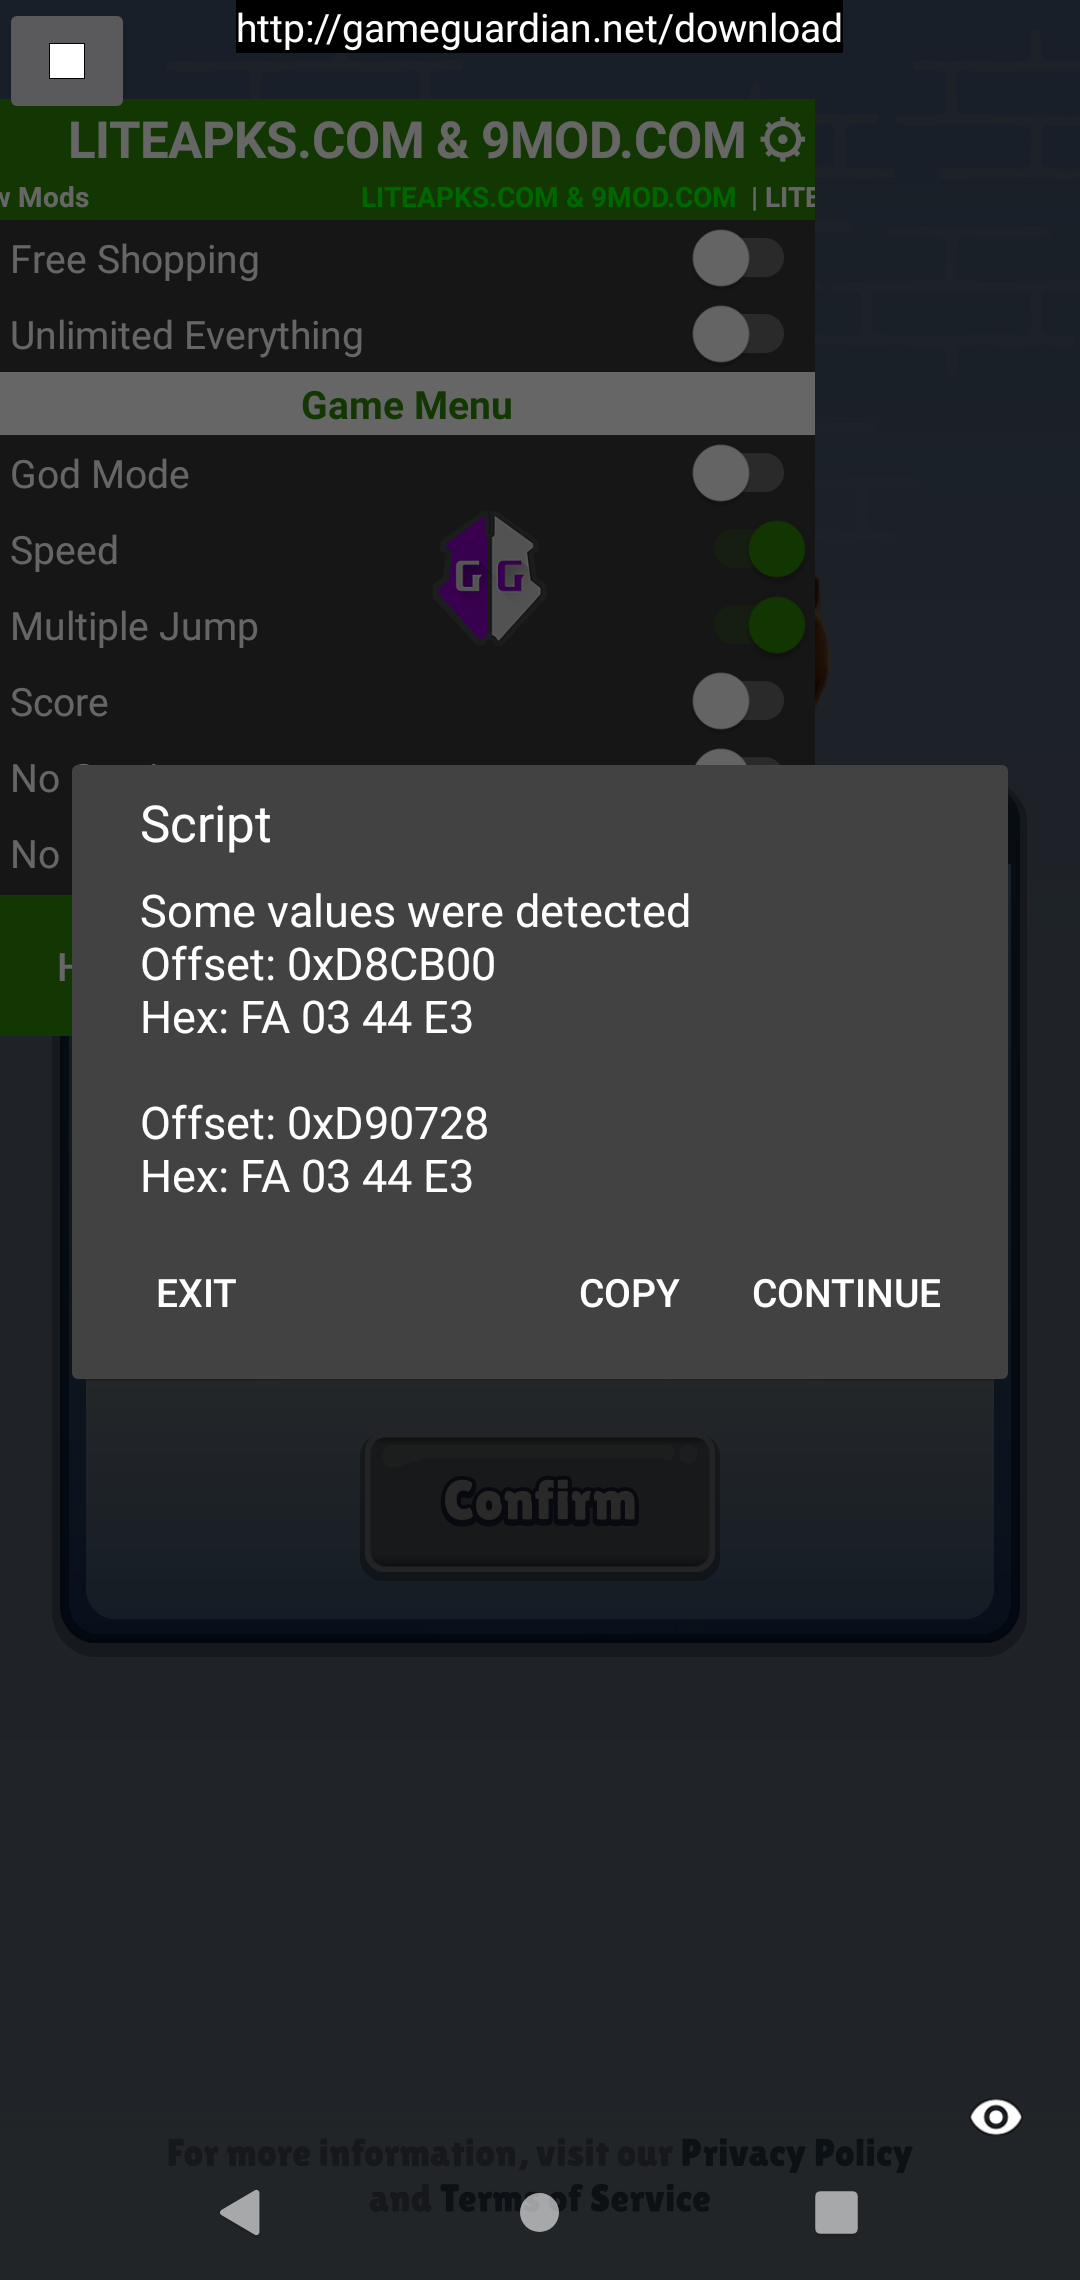 http://gameguardian.net/download
LITEAPKS.COM & 9MOD.COM
Mods LITEAPKS.COM & 9MOD.COM | LITE
Free Shopping
Unlimited Everything
Game Menu
God Mode
Speed
GG
Multiple Jump
Score
No
No
H
Script
Some values were detected
Offset: 0xD8CB00
Hex: FA 03 44 E3
Offset: 0xD90728
Hex: FA 03 44 E3
EXIT COPY CONTINUE
Confirm
For more information, visit our Privacy Policy
and Terms of Service